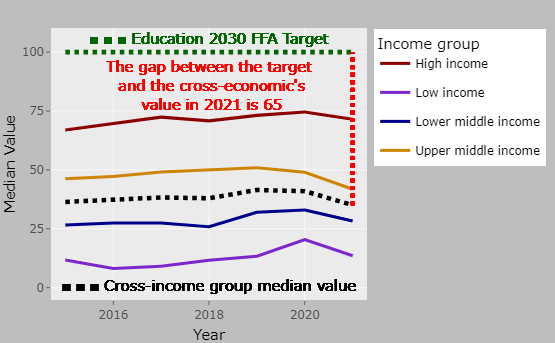 Education 2030 FFA Target
The gap between the target
and the cross-economic's
value in 2021 is 65
Cross-income group median value
100
75
50
25
0
Median Value
2016
2018
2020
Year
Income group
High income
Low income
Lower middle income
Upper middle income